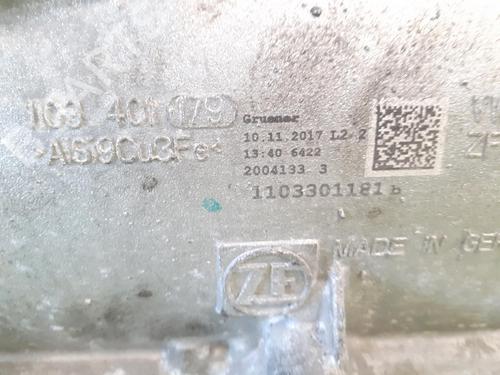 1103 401 179
>AlSi9Cu3Fe<
Gruener
10.11.2017 L2 2
13:40 6422
2004133 3
1103301181 B
ZF
MADE IN GER